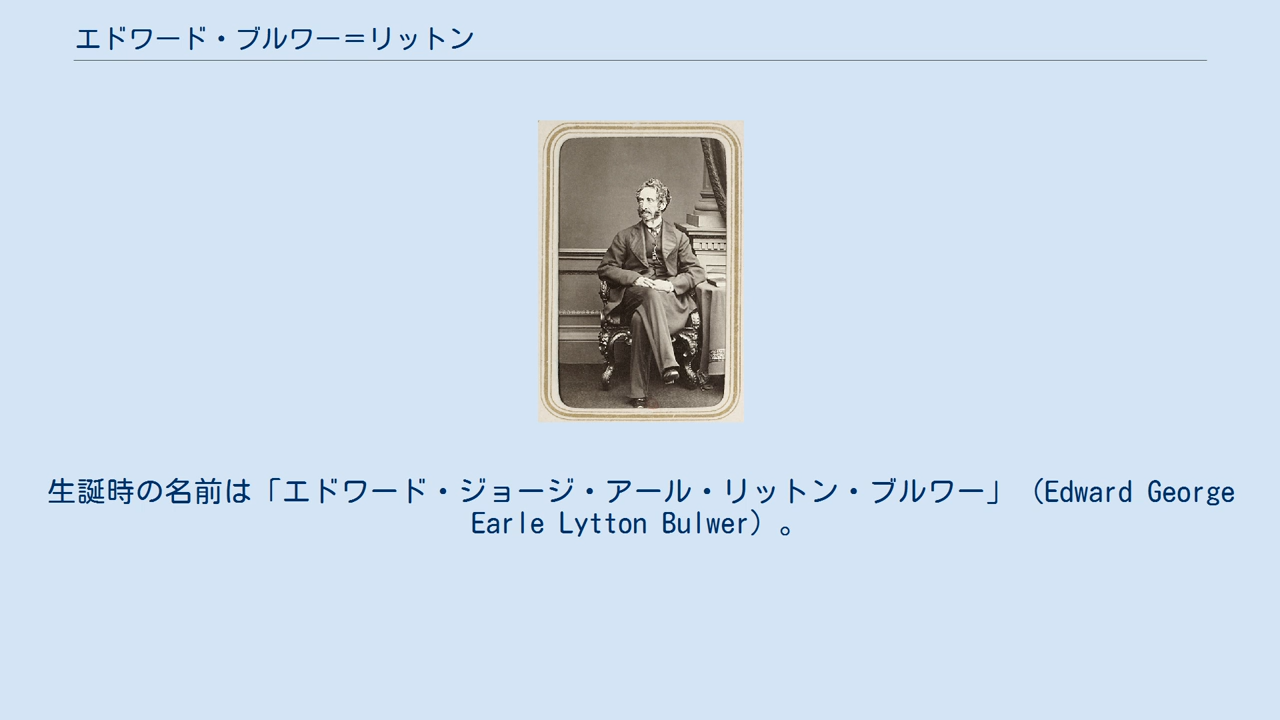 エドワード・ブルワー＝リットン
生誕時の名前は「エドワード・ジョージ・アール・リットン・ブルワー」（Edward George
Earle Lytton Bulwer）。